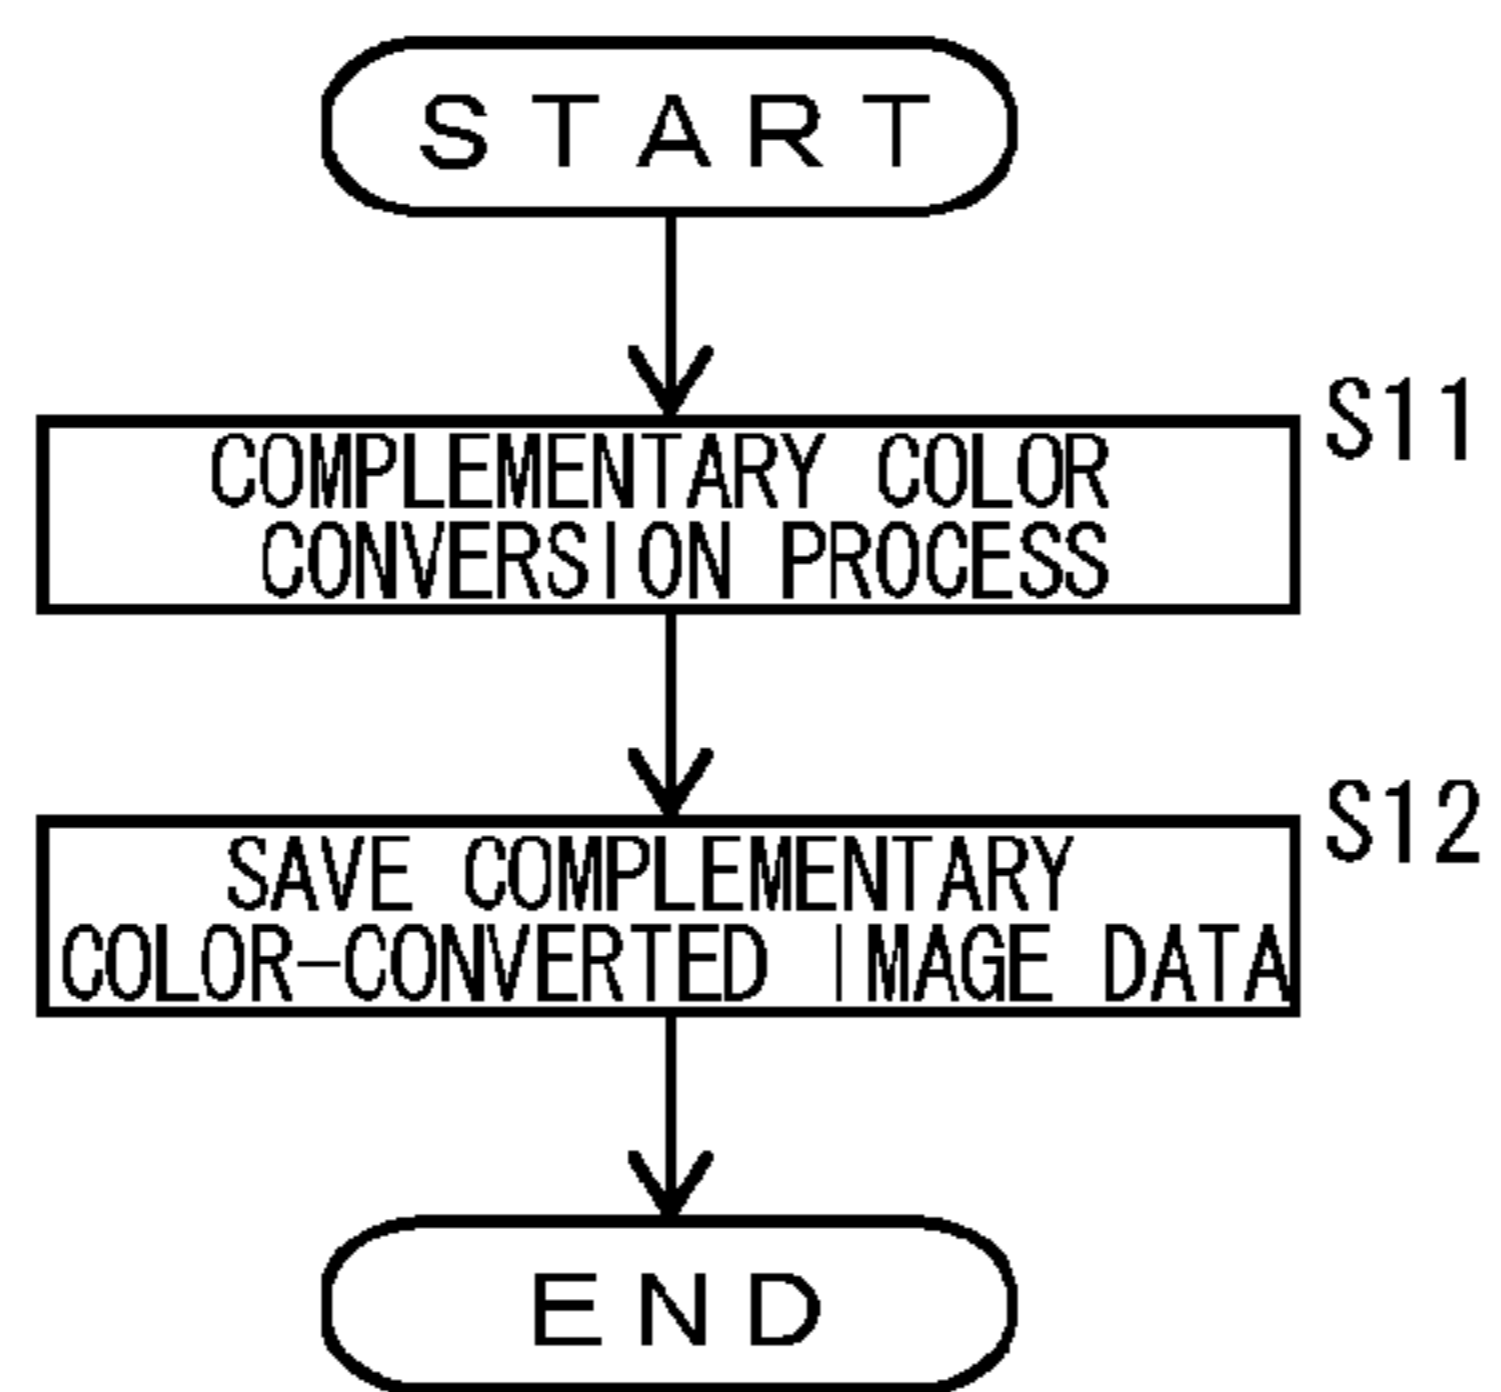 START
S11
COMPLEMENTARY COLOR
CONVERSION PROCESS
S12
SAVE COMPLEMENTARY
COLOR-CONVERTED IMAGE DATA
END